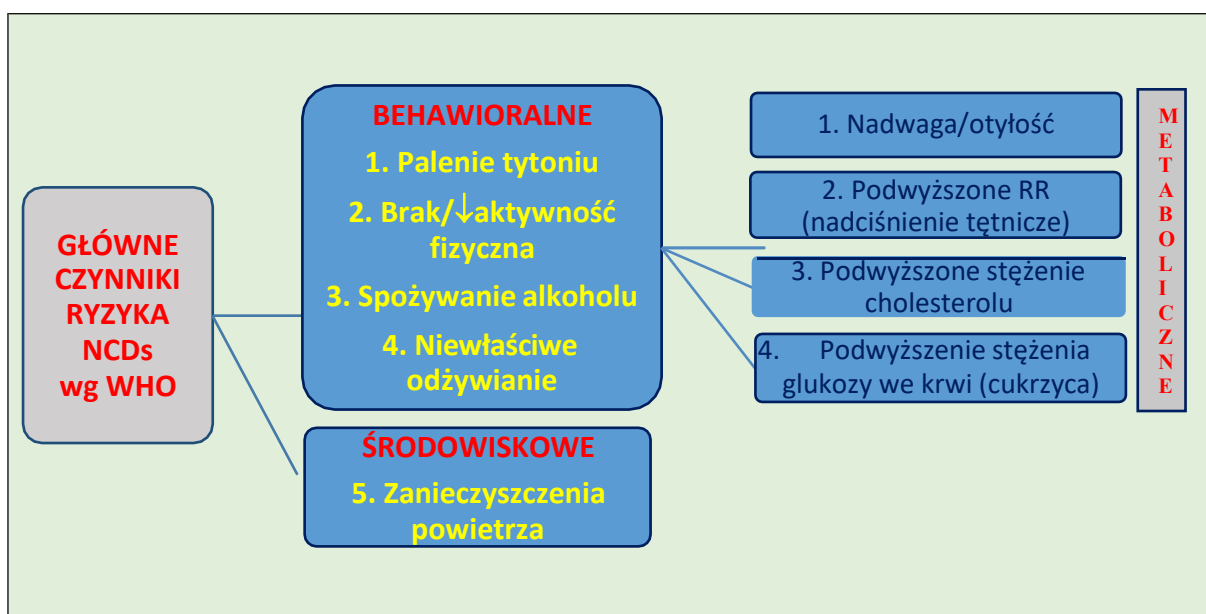 GŁÓWNE
CZYNNIKI
RYZYKA
NCDs
wg WHO
BEHAWIORALNE
1. Palenie tytoniu
2. Brak/↓aktywność
fizyczna
3. Spożywanie alkoholu
4. Niewłaściwe
odżywianie
ŚRODOWISKOWE
5. Zanieczyszczenia
powietrza
1. Nadwaga/otyłość
2. Podwyższone RR
(nadciśnienie tętnicze)
3. Podwyższone stężenie
cholesterolu
4. Podwyższenie stężenia
glukozy we krwi (cukrzyca)
METABOLICZNE